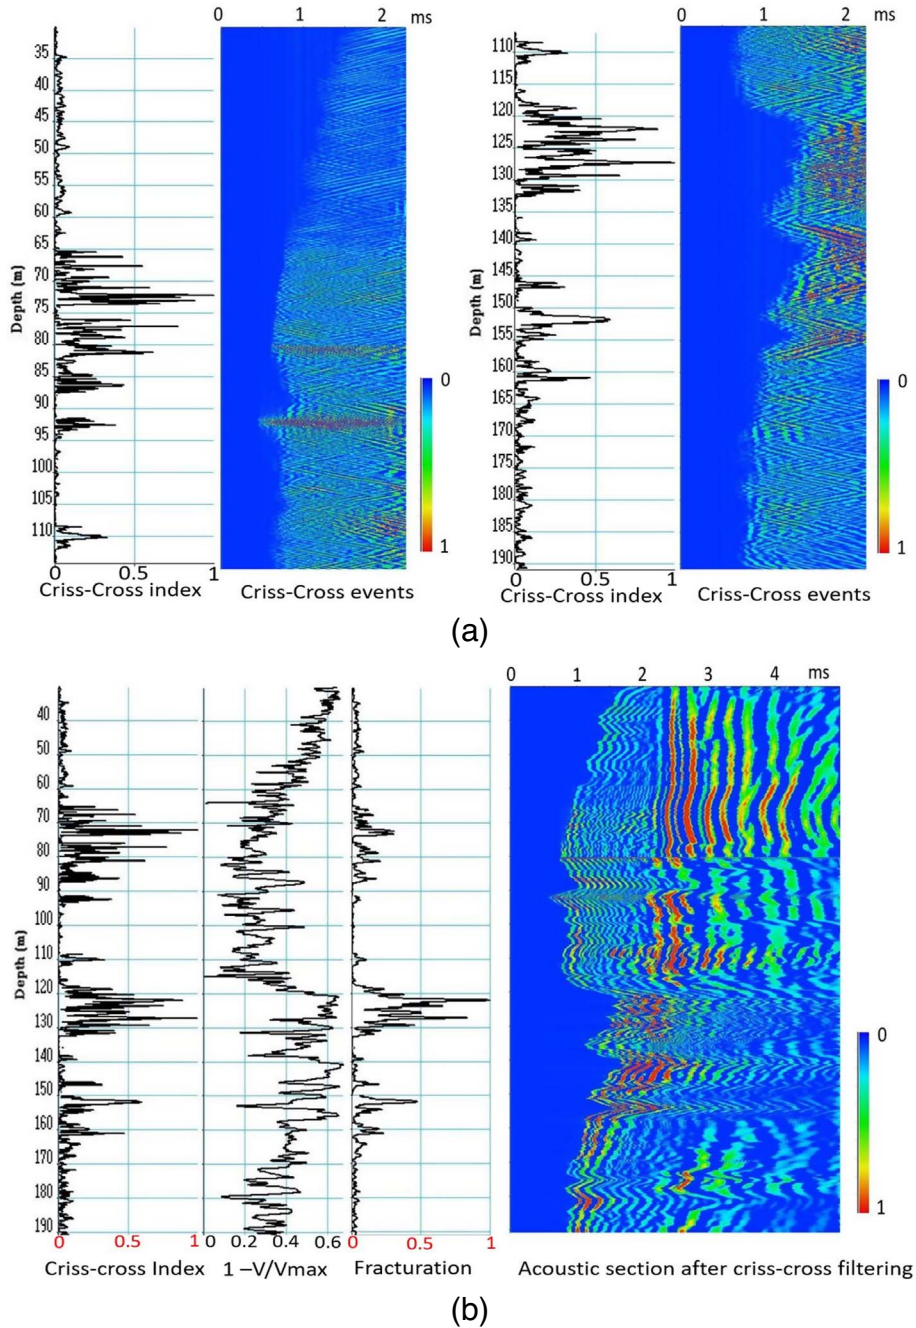 0 1 2 ms
0 1 2 ms
35
40
45
50
55
60
65
70
75
80
85
90
95
100
105
110
Depth (m)
0 0.5 1
Criss-Cross index
Criss-Cross events
0
1
110
115
120
125
130
135
140
145
150
155
160
165
170
175
180
185
190
Depth (m)
0 0.5 1
Criss-Cross index
Criss-Cross events
0
1
(a)
0 1 2 3 4 ms
40
50
60
70
80
90
100
110
120
130
140
150
160
170
180
190
Depth (m)
0 0.5 1
0 0.2 0.4 0.6
0 0.5 1
0
1
Criss-cross Index
1 –V/Vmax
Fracturation
Acoustic section after criss-cross filtering
(b)